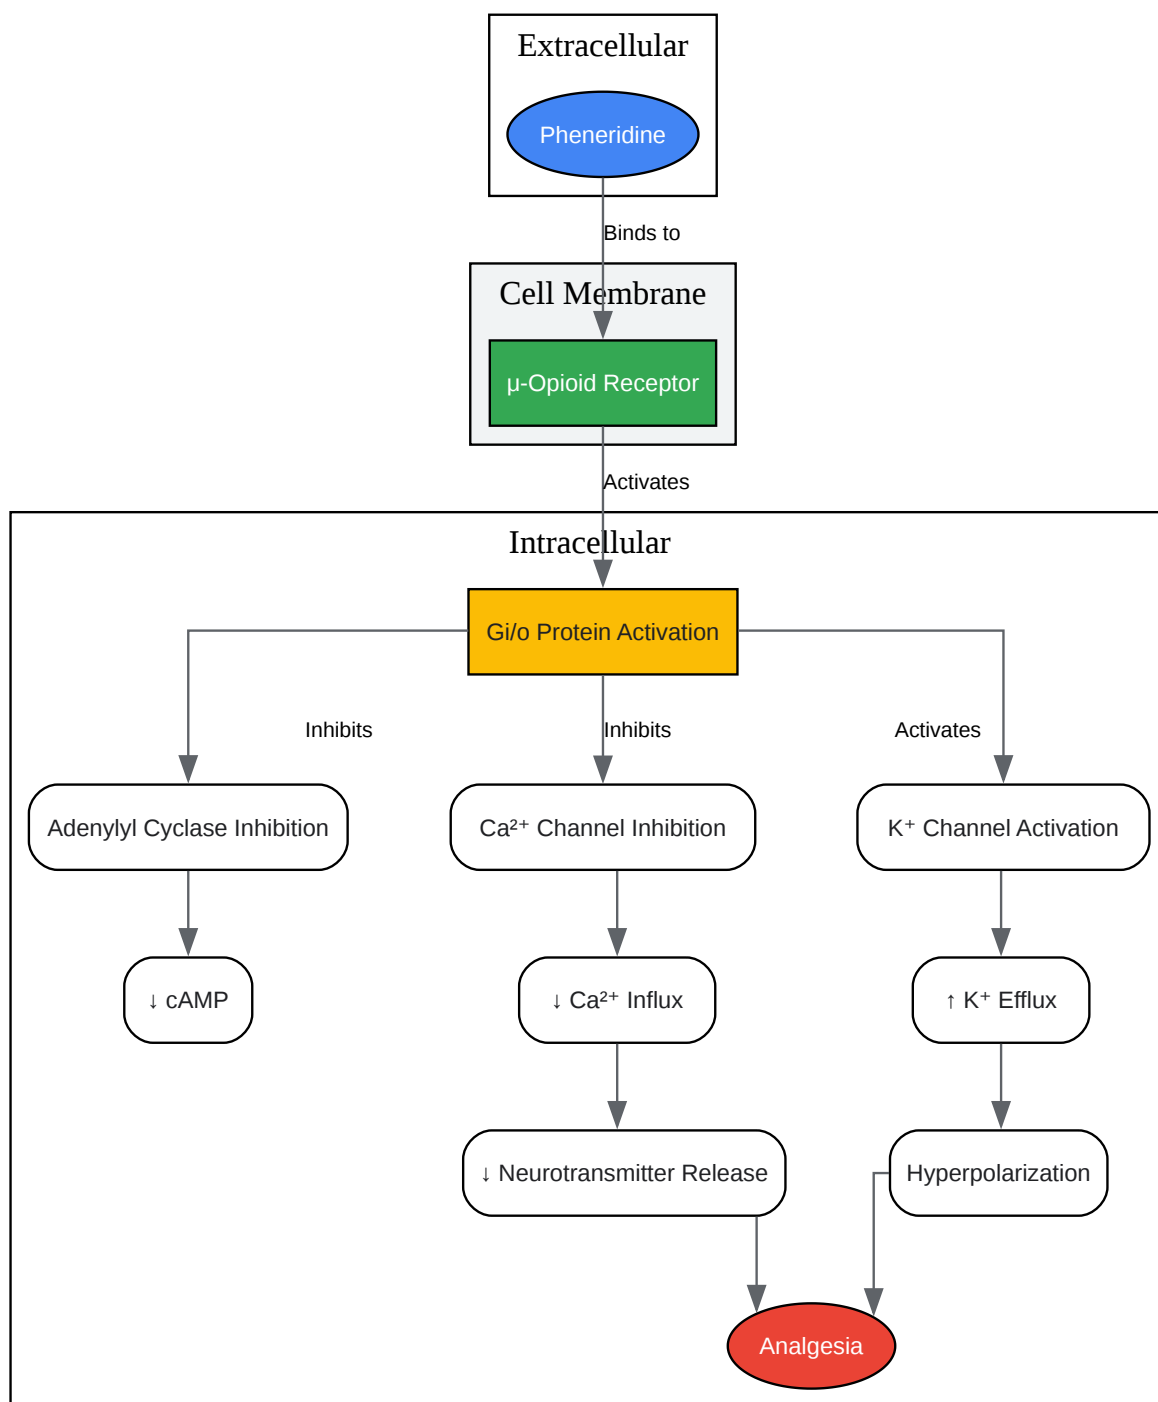 Extracellular
Pheneridine
Binds to
Cell Membrane
μ-Opioid Receptor
Activates
Intracellular
Gi/o Protein Activation
Inhibits
Inhibits
Activates
Adenylyl Cyclase Inhibition
Ca²⁺ Channel Inhibition
K⁺ Channel Activation
↓ cAMP
↓ Ca²⁺ Influx
↑ K⁺ Efflux
↓ Neurotransmitter Release
Hyperpolarization
Analgesia